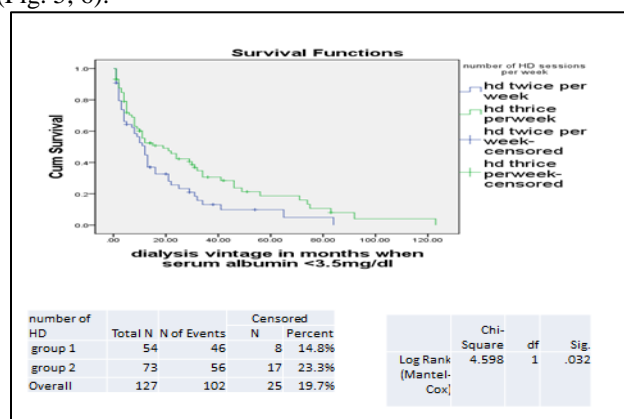 (Fig. 5, 6).
Survival Functions
number of HD sessions
per week
hd twice per
week
hd thrice
perweek
hd twice per
week-
censored
hd thrice
perweek-
censored
Cum Survival
1.0
0.8
0.6
0.4
0.2
0.0
.00 20.00 40.00 60.00 80.00 100.00 120.00
dialysis vintage in months when
serum albumin <3.5mg/dl
number of Censored
HD Total N N of Events N Percent
group 1 54 46 8 14.8%
group 2 73 56 17 23.3%
Overall 127 102 25 19.7%
Chi-
Square df Sig.
Log Rank 4.598 1 .032
(Mantel-
Cox)